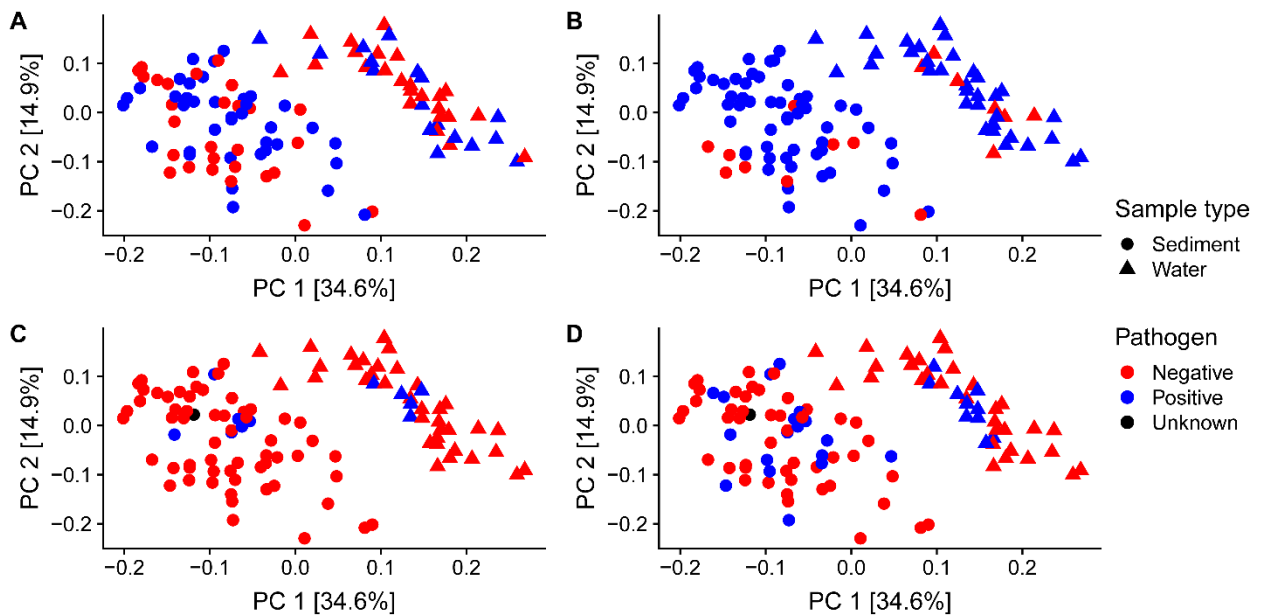 A
0.1
0.0
−0.1
−0.2
PC 2 [14.9%]
−0.2 −0.1 0.0 0.1 0.2
PC 1 [34.6%]
B
0.1
0.0
−0.1
−0.2
PC 2 [14.9%]
−0.2 −0.1 0.0 0.1 0.2
PC 1 [34.6%]
C
0.1
0.0
−0.1
−0.2
PC 2 [14.9%]
−0.2 −0.1 0.0 0.1 0.2
PC 1 [34.6%]
D
0.1
0.0
−0.1
−0.2
PC 2 [14.9%]
−0.2 −0.1 0.0 0.1 0.2
PC 1 [34.6%]
Sample type
Sediment
Water
Pathogen
Negative
Positive
Unknown